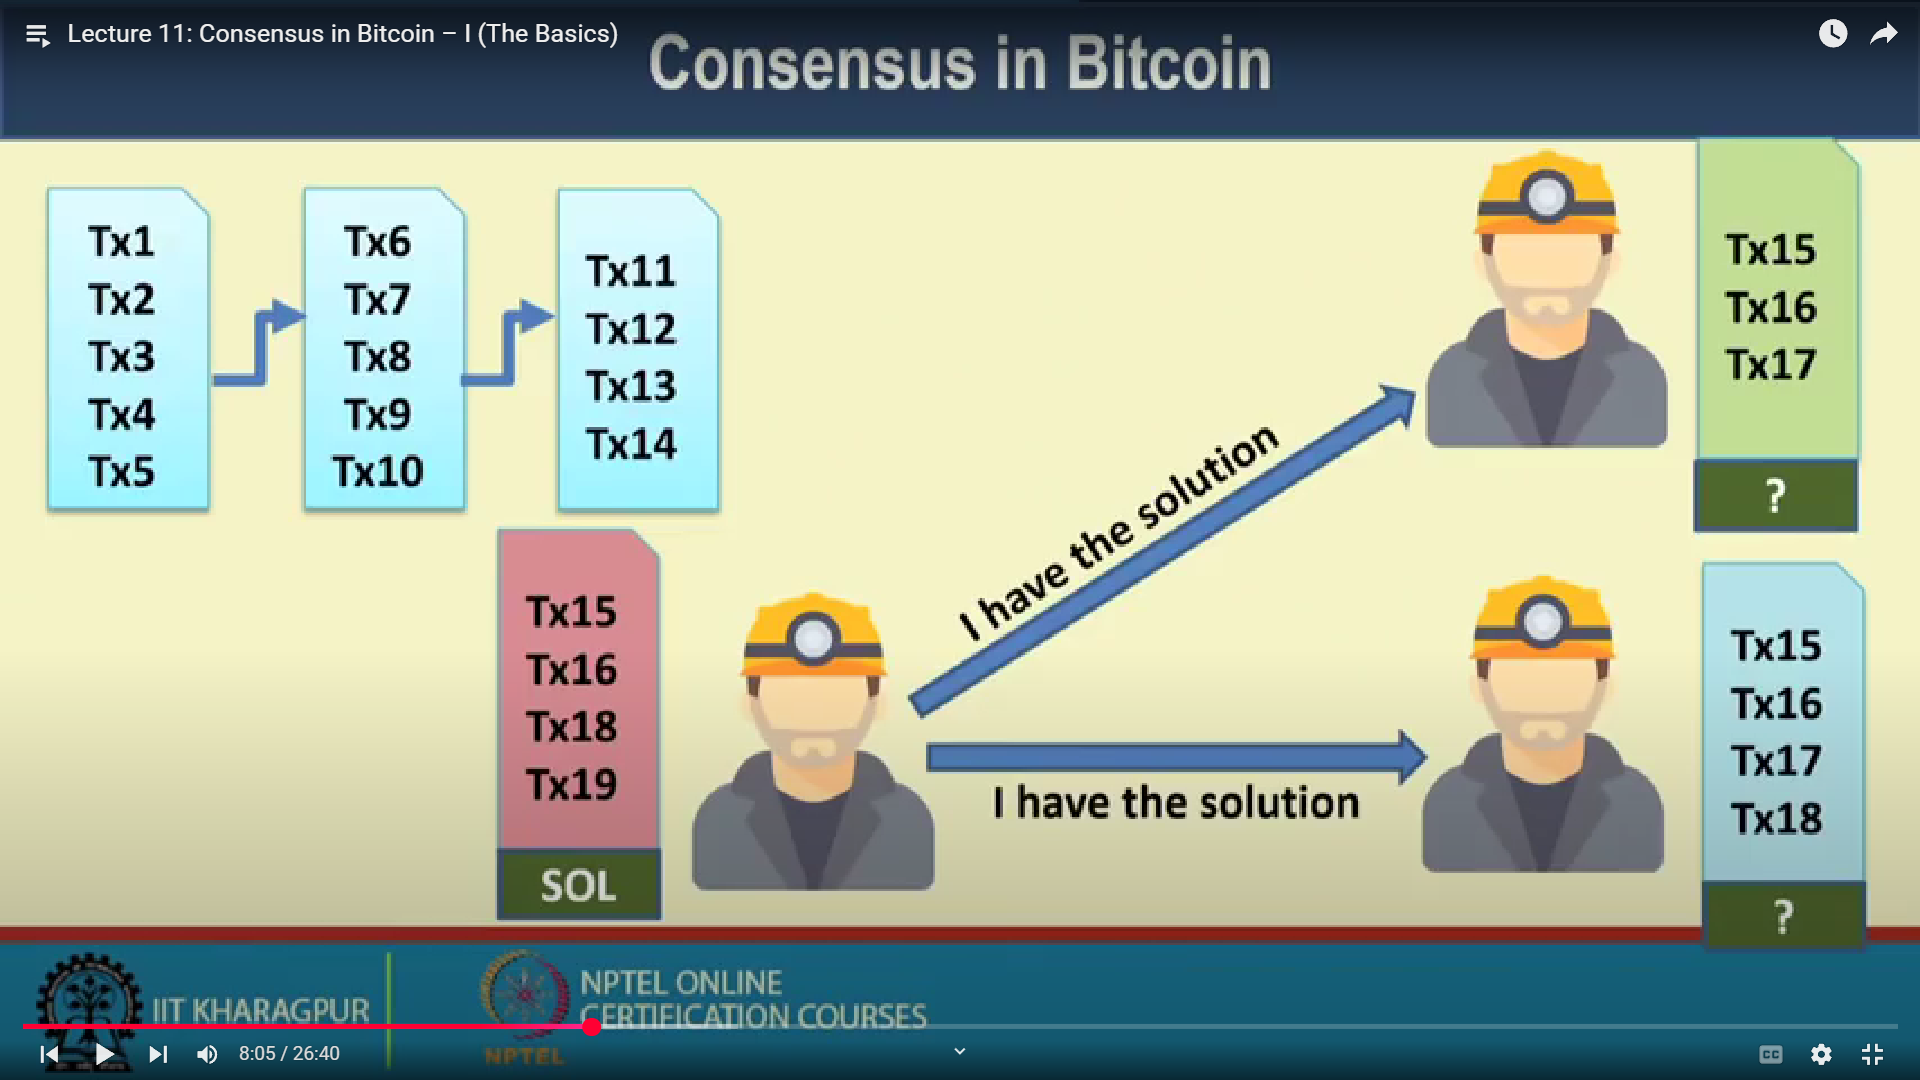 Lecture 11: Consensus in Bitcoin – I (The Basics)
Consensus in Bitcoin
Tx1
Tx2
Tx3
Tx4
Tx5
Tx6
Tx7
Tx8
Tx9
Tx10
Tx11
Tx12
Tx13
Tx14
Tx15
Tx16
Tx17
?
I have the solution
Tx15
Tx16
Tx18
Tx19
SOL
I have the solution
Tx15
Tx16
Tx17
Tx18
?
IIT KHARAGPUR
NPTEL
NPTEL ONLINE
CERTIFICATION COURSES
8:05 / 26:40
CC